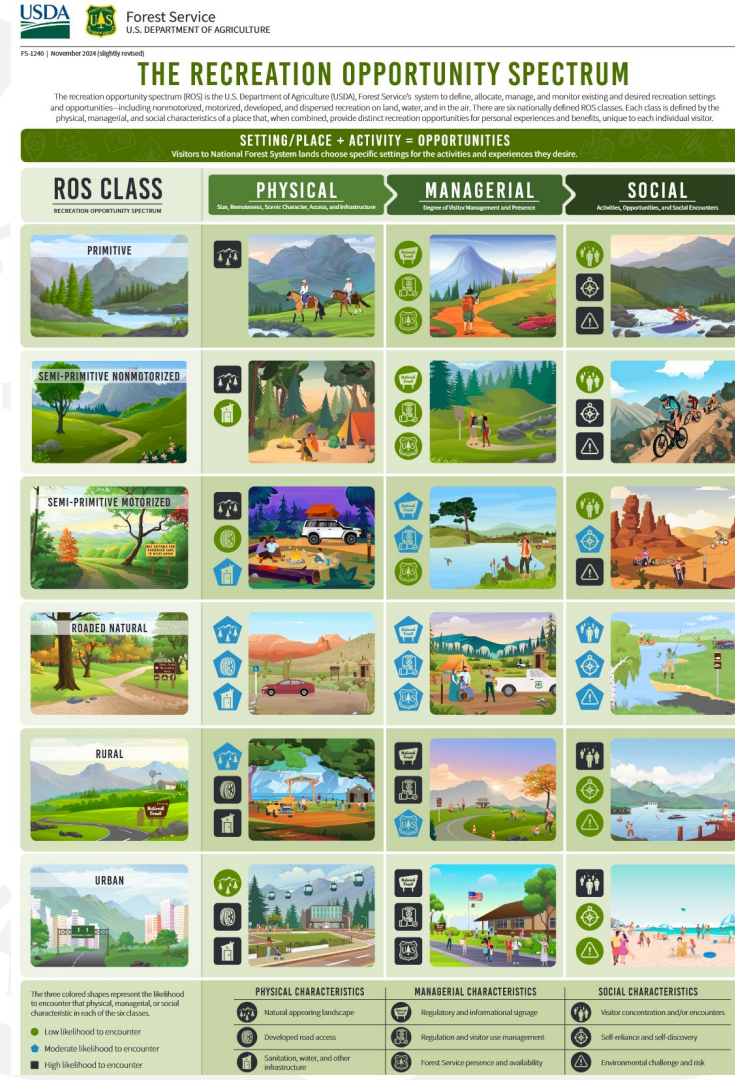 USDA
UAS
Forest Service
U.S. DEPARTMENT OF AGRICULTURE
FS-1240 | November 2024 (slightly revised)
THE RECREATION OPPORTUNITY SPECTRUM
The recreation opportunity spectrum (ROS) is the U.S. Department of Agriculture (USDA), Forest Service's system to define, allocate, manage, and monitor existing and desired recreation settings
and opportunities--including nonmotorized, motorized, developed, and dispersed recreation on land, water, and in the air. There are six nationally defined ROS classes. Each class is defined by the
physical, managerial, and social characteristics of a place that, when combined, provide distinct recreation opportunities for personal experiences and benefits, unique to each individual visitor.
SETTING/PLACE + ACTIVITY = OPPORTUNITIES
Visitors to National Forest System lands choose specific settings for the activities and experiences they desire.
ROS CLASS
RECREATION OPPORTUNITY SPECTRUM
PHYSICAL
Size, Remoteness, Scenic Character, Access, and Infrastructure
MANAGERIAL
Degree of Visitor Management and Presence
SOCIAL
Activities, Opportunities, and Social Encounters
PRIMITIVE
SEMI-PRIMITIVE NONMOTORIZED
SEMI-PRIMITIVE MOTORIZED
NOT SUITABLE FOR
PASSENGER CARS
ROADED NATURAL
RURAL
National
Forest
URBAN
The three colored shapes represent the likelihood
to encounter that physical, managerial, or social
characteristic in each of the six classes.
Low likelihood to encounter
Moderate likelihood to encounter
High likelihood to encounter
PHYSICAL CHARACTERISTICS
Natural appearing landscape
Developed road access
Sanitation, water, and other
infrastructure
MANAGERIAL CHARACTERISTICS
Regulatory and informational signage
Regulation and visitor use management
Forest Service presence and availability
SOCIAL CHARACTERISTICS
Visitor concentration and/or encounters
Self-reliance and self-discovery
Environmental challenge and risk